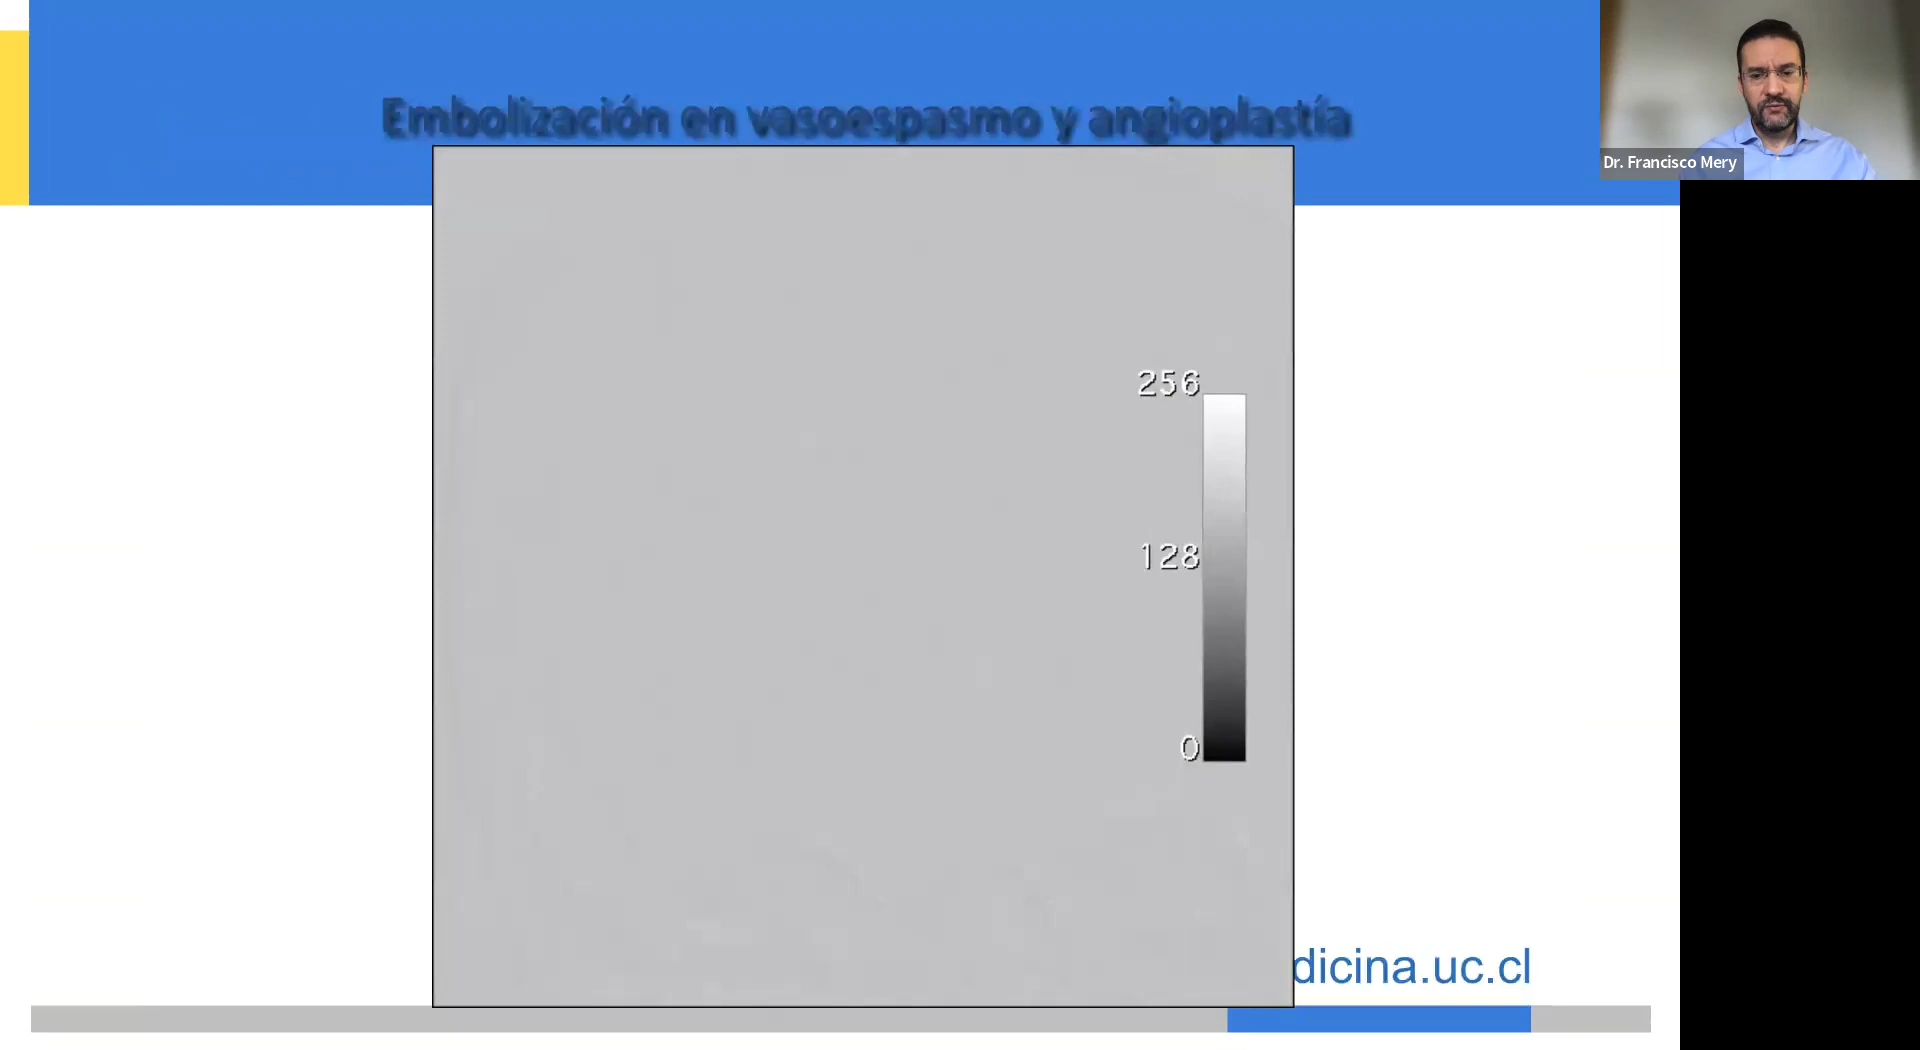 Embolización en vasoespasmo y angioplastía
Dr. Francisco Mery
256
128
0
dicina.uc.cl